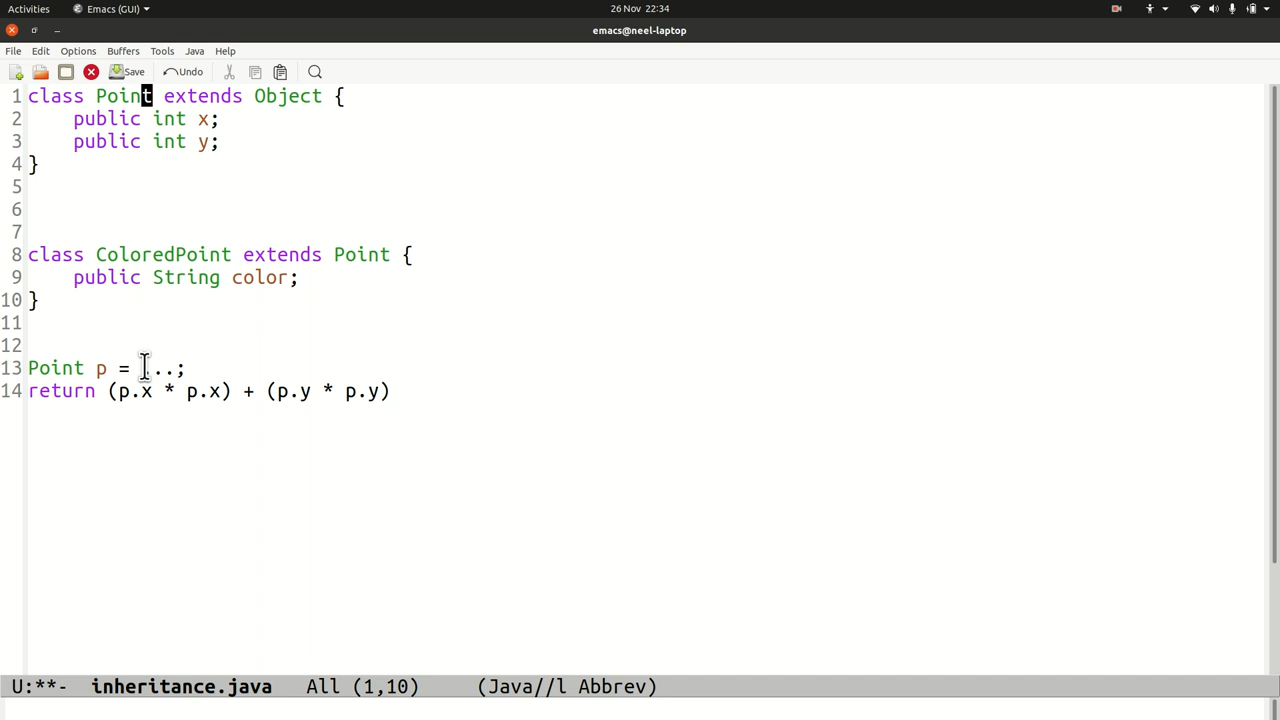 Activities Emacs (GUI) 26 Nov 22:34
emacs@neel-laptop
File Edit Options Buffers Tools Java Help
Save Undo
1 class Point extends Object {
2 public int x;
3 public int y;
4 }
5
6
7
8 class ColoredPoint extends Point {
9 public String color;
10 }
11
12
13 Point p = ...;
14 return (p.x * p.x) + (p.y * p.y)
U:**- inheritance.java All (1,10) (Java//l Abbrev)